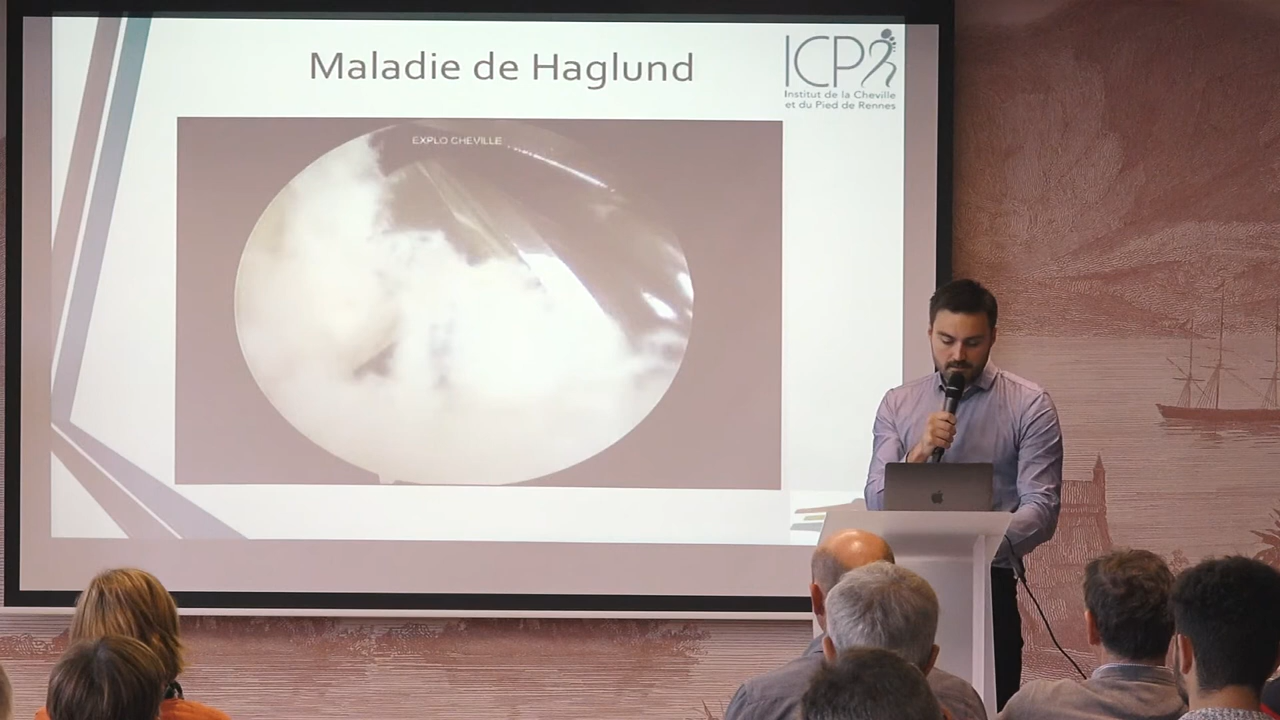 Maladie de Haglund
ICP
Institut de la Cheville
et du Pied de Rennes
EXPLO CHEVILLE